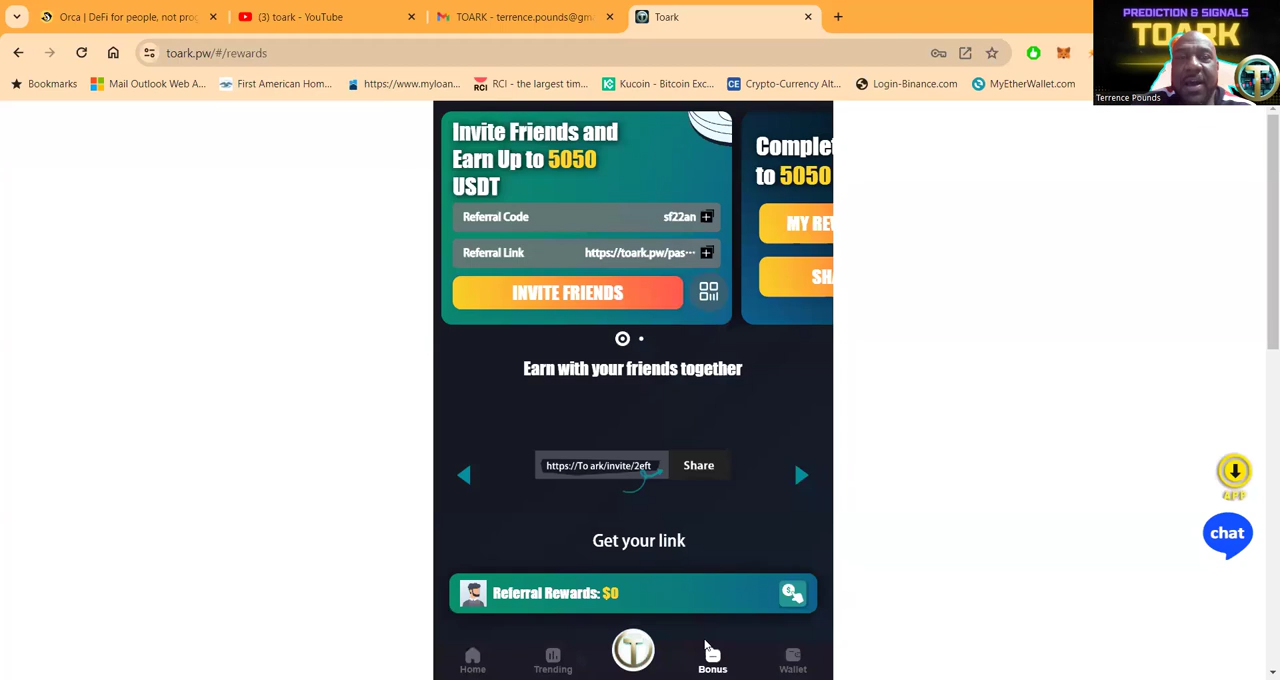 Orca | DeFi for people, not pro
(3) toark - YouTube
TOARK - terrence.pounds@gm
Toark
toark.pw/#/rewards
Bookmarks
Mail Outlook Web A...
First American Hom...
https://www.myloan...
RCI - the largest tim...
Kucoin - Bitcoin Exc...
Crypto-Currency Alt...
Login-Binance.com
MyEtherWallet.com
PREDICTION & SIGNALS
TOARK
Terrence Pounds
Invite Friends and
Earn Up to 5050
USDT
Referral Code sf22an
Referral Link https://toark.pw/pas···
INVITE FRIENDS
Complet
to 5050
MY REW
SHA
Earn with your friends together
https://To ark/invite/2eft
Share
Get your link
Referral Rewards: $0
APP
chat
Home
Trending
Bonus
Wallet